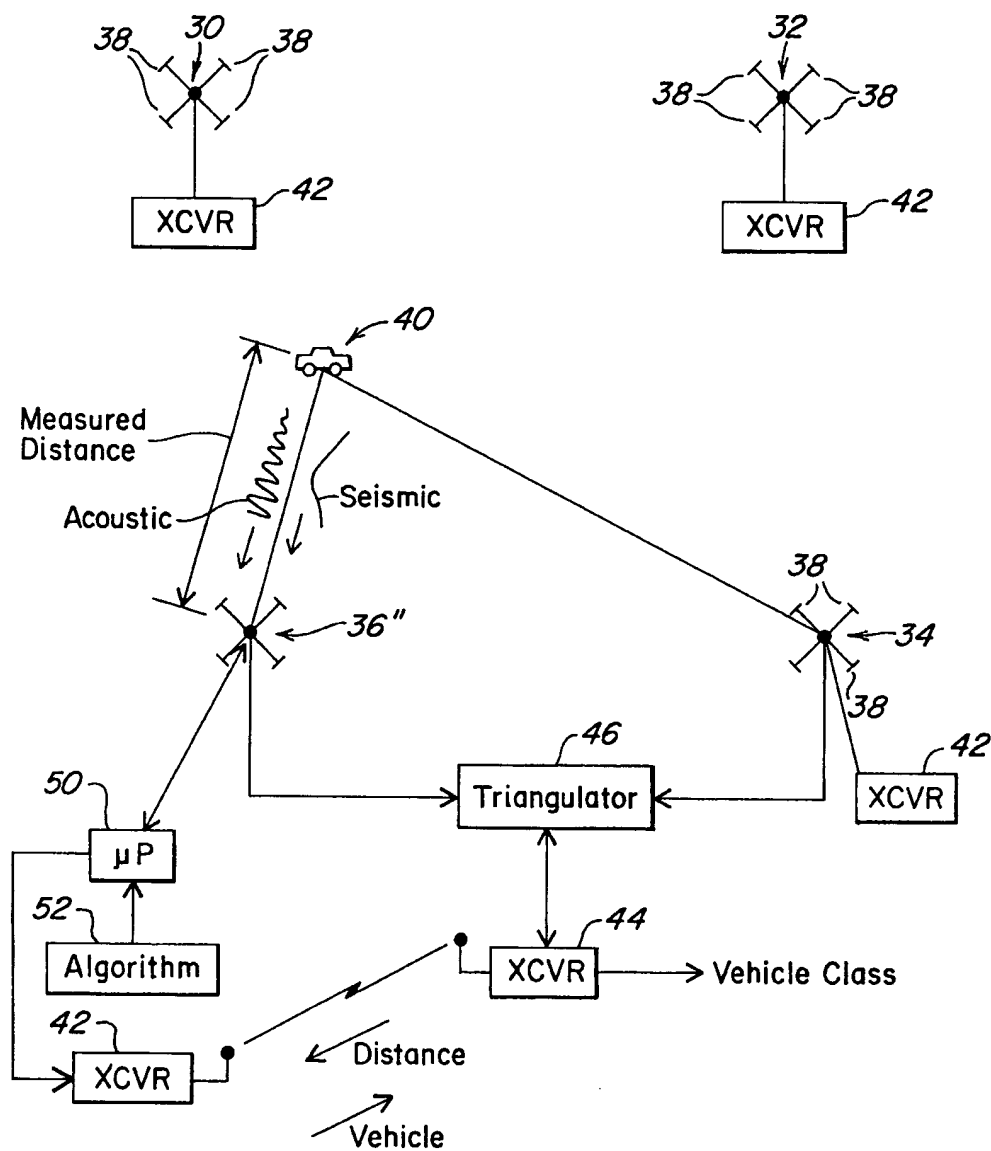 38
30
38
32
38
38
42
XCVR
42
XCVR
40
Measured
Distance
Acoustic
Seismic
38
36"
34
38
46
42
50
Triangulator
XCVR
µP
52
44
Algorithm
XCVR
Vehicle Class
42
XCVR
Distance
Vehicle